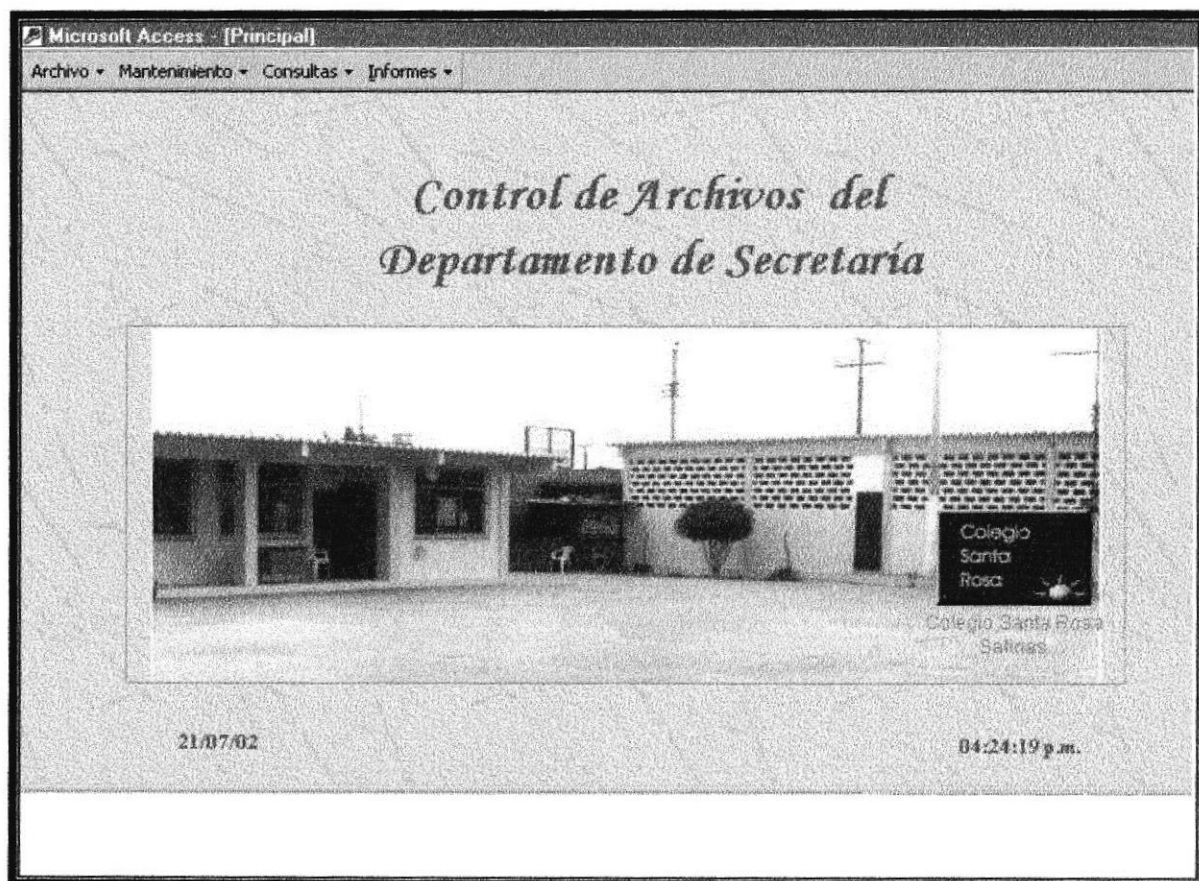 Microsoft Access - [Principal]
Archivo Mantenimiento Consultas Informes
Control de Archivos del
Departamento de Secretaría
Colegio
Santa
Rosa
Colegio Santa Rosa
Salinas
21/07/02
04:24:19 p.m.